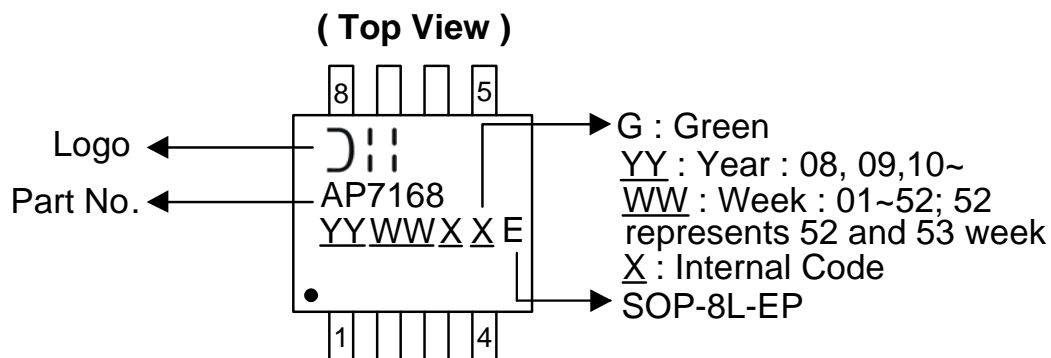 ( Top View )
8 5
Logo
Part No.
AP7168
YYWWX X E
G : Green
YY : Year : 08, 09,10~
WW : Week : 01~52; 52
represents 52 and 53 week
X : Internal Code
SOP-8L-EP
1 4